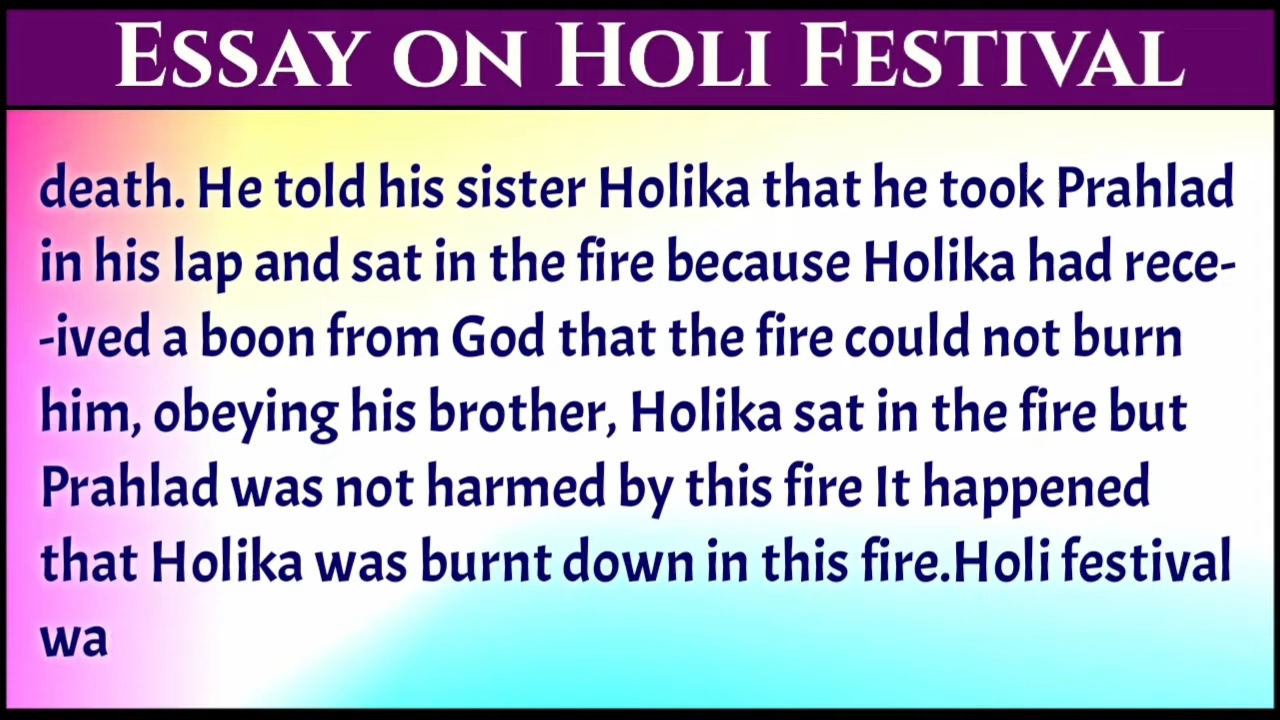 Essay on Holi Festival
death. He told his sister Holika that he took Prahlad
in his lap and sat in the fire because Holika had rece-
-ived a boon from God that the fire could not burn
him, obeying his brother, Holika sat in the fire but
Prahlad was not harmed by this fire It happened
that Holika was burnt down in this fire.Holi festival
wa